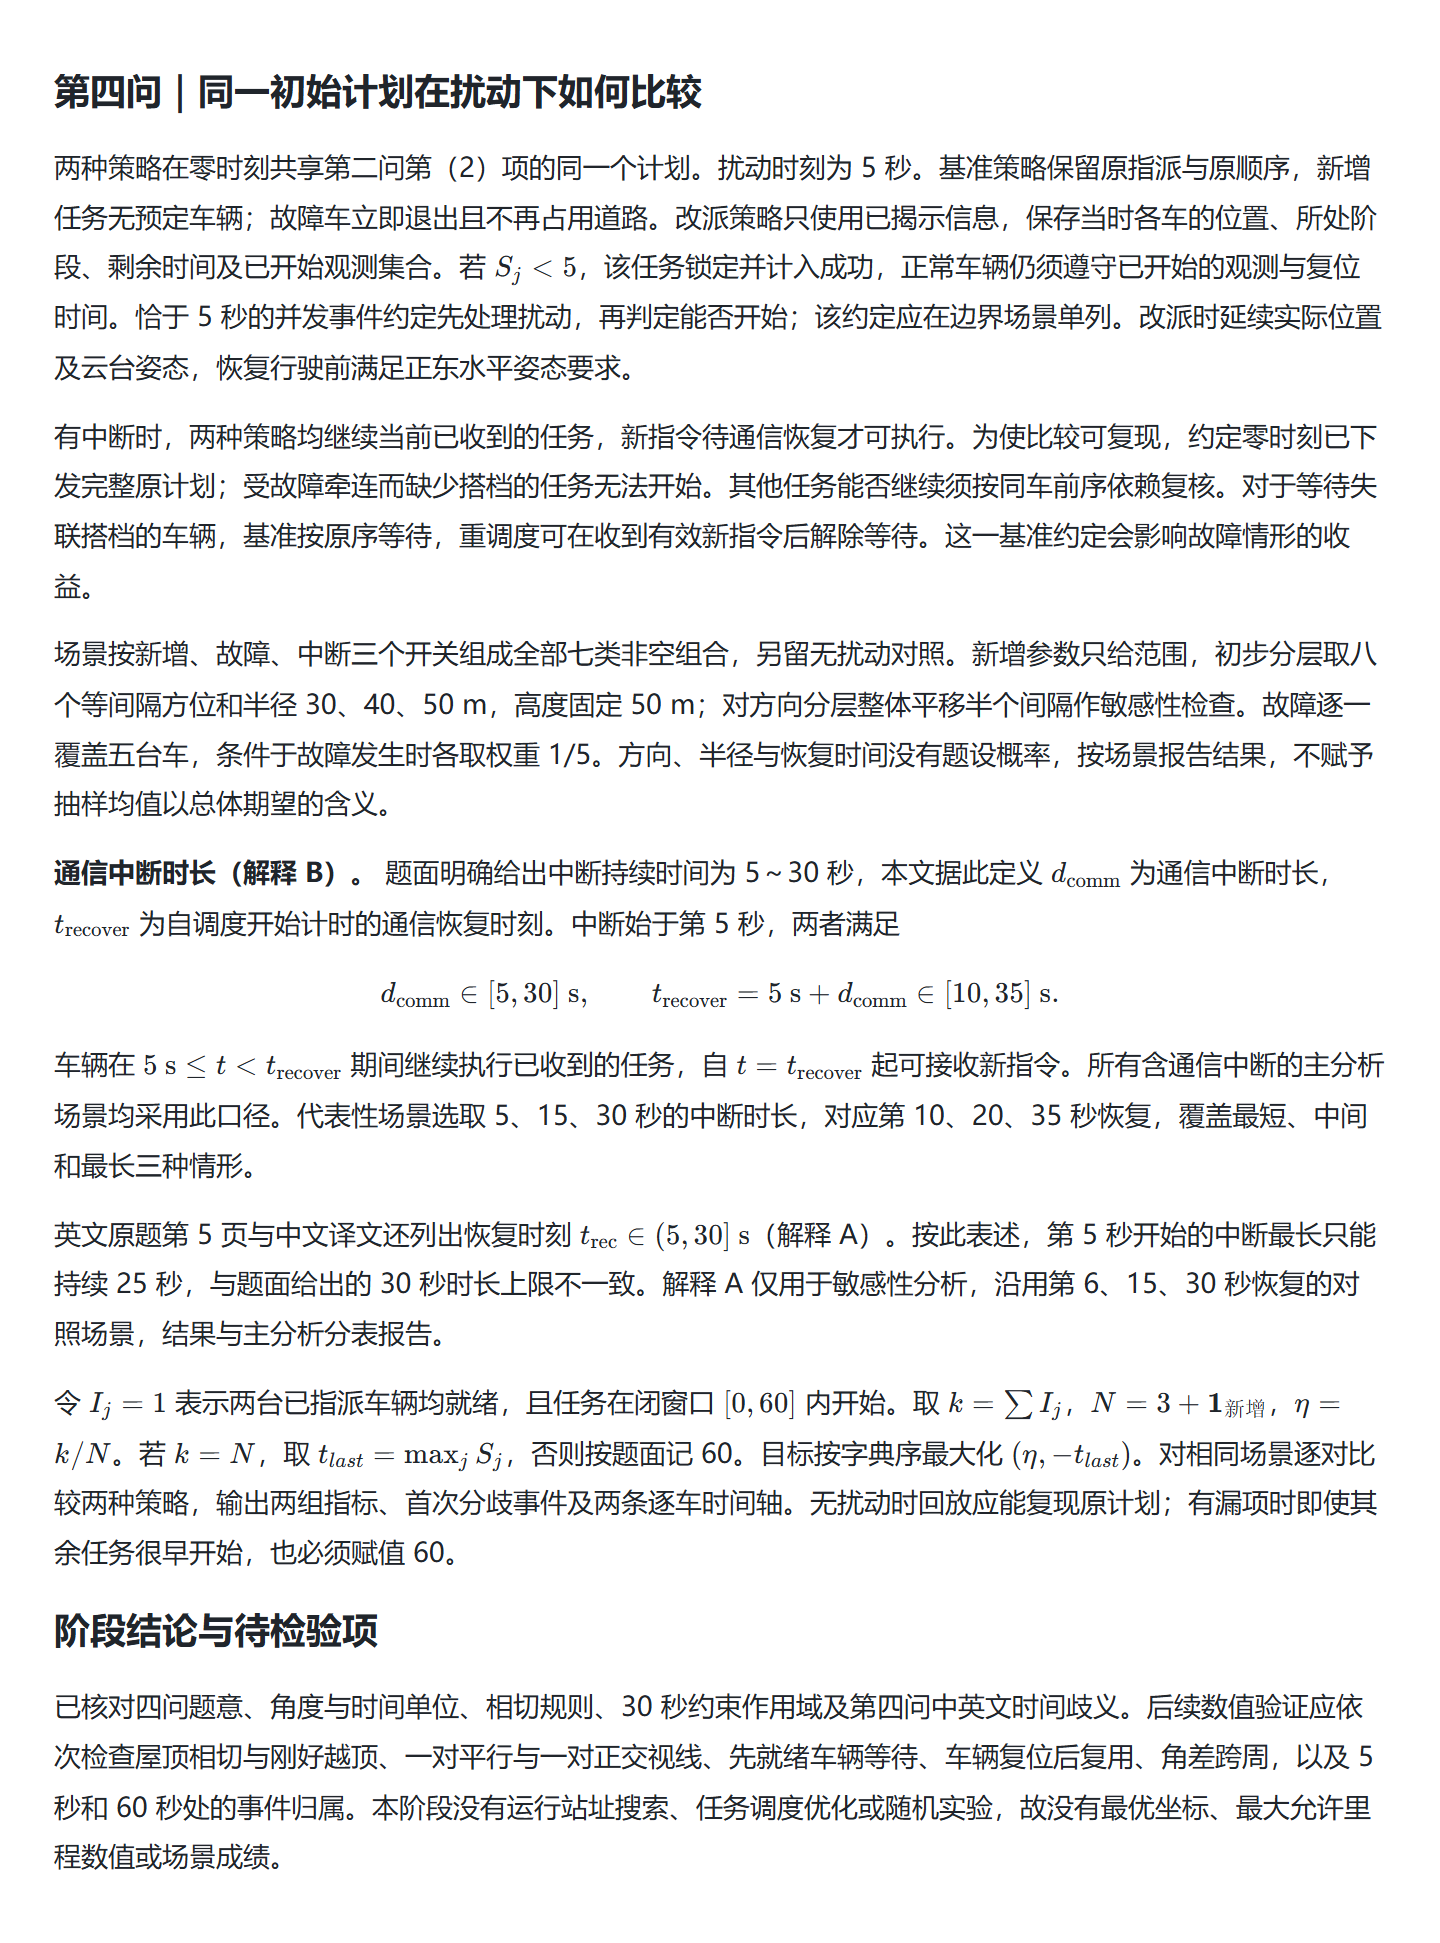 第四问｜同一初始计划在扰动下如何比较
两种策略在零时刻共享第二问第（2）项的同一个计划。扰动时刻为 5 秒。基准策略保留原指派与原顺序，新增
任务无预定车辆；故障车立即退出且不再占用道路。改派策略只使用已揭示信息，保存当时各车的位置、所处阶
段、剩余时间及已开始观测集合。若 S_j < 5，该任务锁定并计入成功，正常车辆仍须遵守已开始的观测与复位
时间。恰于 5 秒的并发事件约定先处理扰动，再判定能否开始；该约定应在边界场景单列。改派时延续实际位置
及云台姿态，恢复行驶前满足正东水平姿态要求。
有中断时，两种策略均继续当前已收到的任务，新指令待通信恢复才可执行。为使比较可复现，约定零时刻已下
发完整原计划；受故障牵连而缺少搭档的任务无法开始。其他任务能否继续须按同车前序依赖复核。对于等待失
联搭档的车辆，基准按原序等待，重调度可在收到有效新指令后解除等待。这一基准约定会影响故障情形的收
益。
场景按新增、故障、中断三个开关组成全部七类非空组合，另留无扰动对照。新增参数只给范围，初步分层取八
个等间隔方位和半径 30、40、50 m，高度固定 50 m；对方向分层整体平移半个间隔作敏感性检查。故障逐一
覆盖五台车，条件于故障发生时各取权重 1/5。方向、半径与恢复时间没有题设概率，按场景报告结果，不赋予
抽样均值以总体期望的含义。
通信中断时长（解释 B）。 题面明确给出中断持续时间为 5～30 秒，本文据此定义 d_comm 为通信中断时长，
t_recover 为自调度开始计时的通信恢复时刻。中断始于第 5 秒，两者满足
d_comm ∈ [5, 30] s, t_recover = 5 s + d_comm ∈ [10, 35] s.
车辆在 5 s ≤ t < t_recover 期间继续执行已收到的任务，自 t = t_recover 起可接收新指令。所有含通信中断的主分析
场景均采用此口径。代表性场景选取 5、15、30 秒的中断时长，对应第 10、20、35 秒恢复，覆盖最短、中间
和最长三种情形。
英文原题第 5 页与中文译文还列出恢复时刻 t_rec ∈ (5, 30] s（解释 A）。按此表述，第 5 秒开始的中断最长只能
持续 25 秒，与题面给出的 30 秒时长上限不一致。解释 A 仅用于敏感性分析，沿用第 6、15、30 秒恢复的对
照场景，结果与主分析分表报告。
令 I_j = 1 表示两台已指派车辆均就绪，且任务在闭窗口 [0, 60] 内开始。取 k = ∑ I_j，N = 3 + 1_新增，η =
k/N。若 k = N，取 t_last = max_j S_j，否则按题面记 60。目标按字典序最大化 (η, −t_last)。对相同场景逐对比
较两种策略，输出两组指标、首次分歧事件及两条逐车时间轴。无扰动时回放应能复现原计划；有漏项时即使其
余任务很早开始，也必须赋值 60。
阶段结论与待检验项
已核对四问题意、角度与时间单位、相切规则、30 秒约束作用域及第四问中英文时间歧义。后续数值验证应依
次检查屋顶相切与刚好越顶、一对平行与一对正交视线、先就绪车辆等待、车辆复位后复用、角差跨周，以及 5
秒和 60 秒处的事件归属。本阶段没有运行站址搜索、任务调度优化或随机实验，故没有最优坐标、最大允许里
程数值或场景成绩。